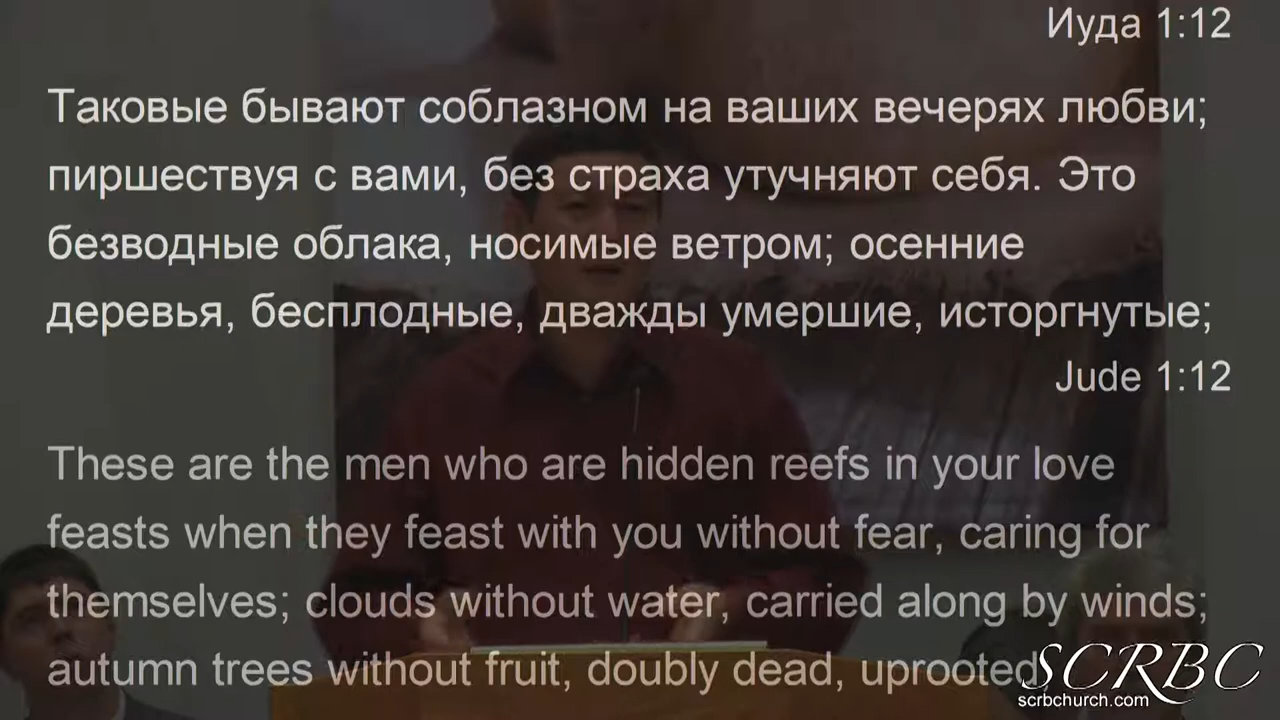 Иуда 1:12
Таковые бывают соблазном на ваших вечерях любви;
пиршествуя с вами, без страха утучняют себя. Это
безводные облака, носимые ветром; осенние
деревья, бесплодные, дважды умершие, исторгнутые;
Jude 1:12
These are the men who are hidden reefs in your love
feasts when they feast with you without fear, caring for
themselves; clouds without water, carried along by winds;
autumn trees without fruit, doubly dead, uprooted,
SCRBC
scrbchurch.com